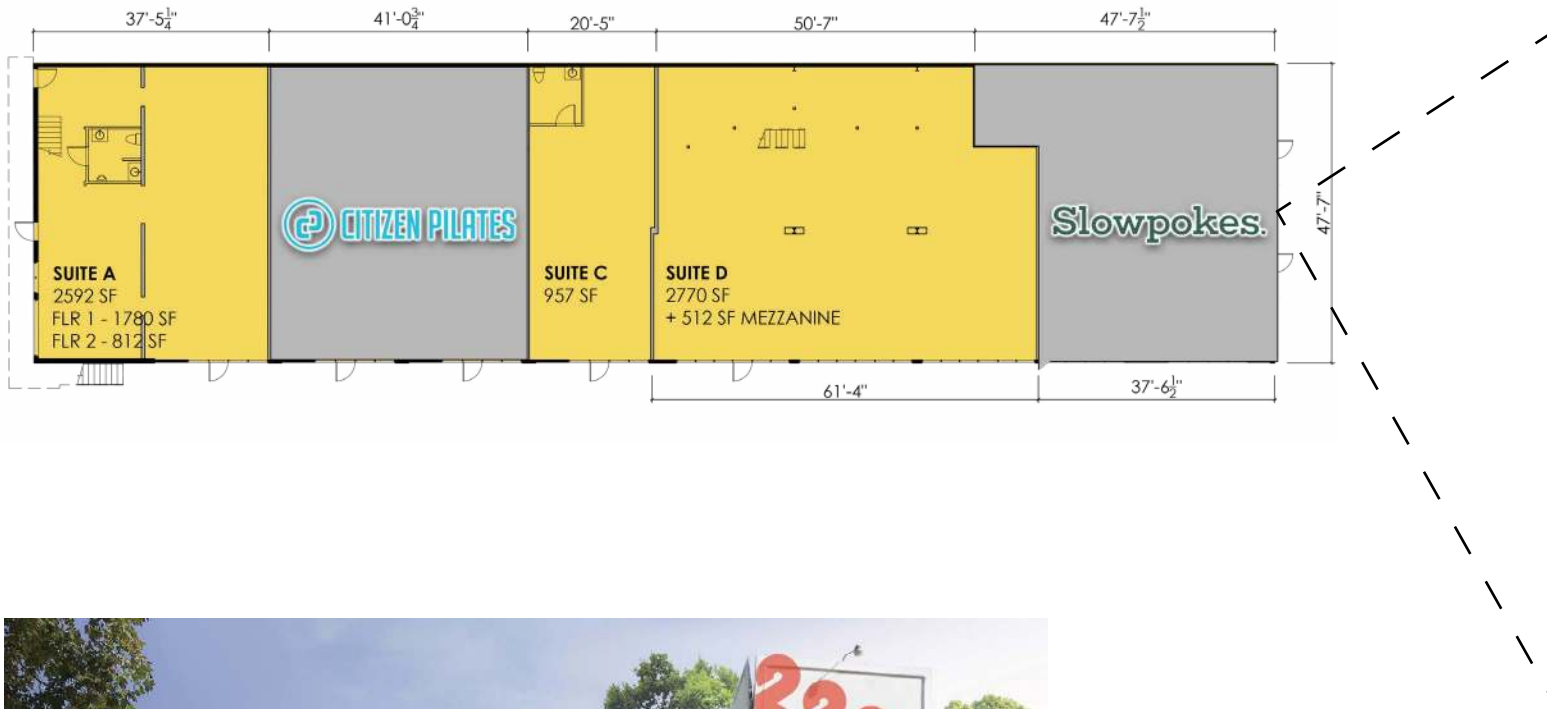 37'-5¼"
41'-0¾"
20'-5"
50'-7"
47'-7½"
47'-7"
CITIZEN PILATES
Slowpokes.
SUITE A
2592 SF
FLR 1 - 1780 SF
FLR 2 - 812 SF
SUITE C
957 SF
SUITE D
2770 SF
+ 512 SF MEZZANINE
61'-4"
37'-6½"